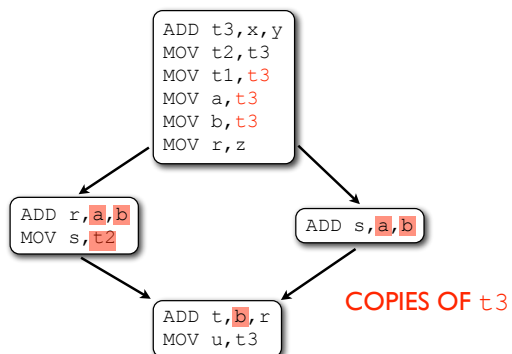 ADD t3,x,y
MOV t2,t3
MOV t1,t3
MOV a,t3
MOV b,t3
MOV r,z
ADD r,a,b
MOV s,t2
ADD s,a,b
COPIES OF t3
ADD t,b,r
MOV u,t3